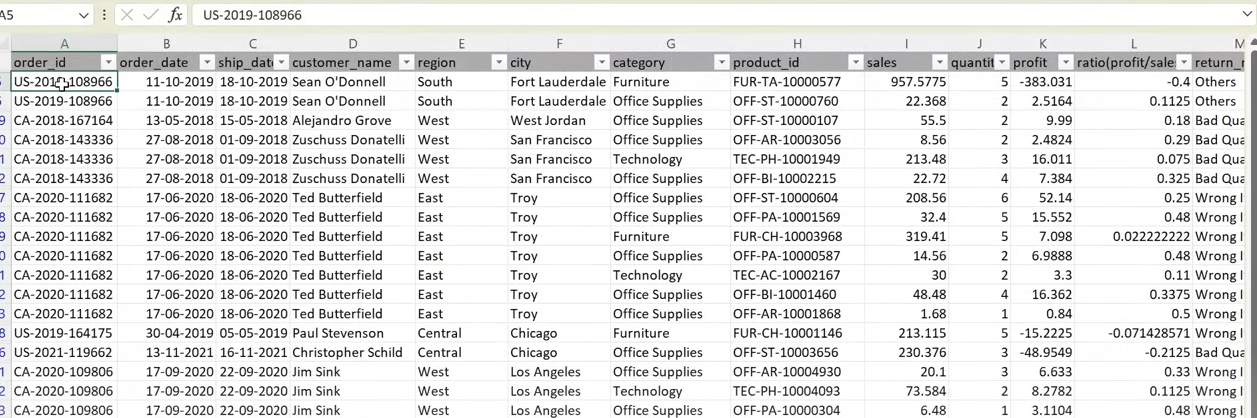 A5 fx US-2019-108966
A B C D E F G H I J K L M
order_id order_date ship_date customer_name region city category product_id sales quantit profit ratio(profit/sale return_r
US-2019-108966 11-10-2019 18-10-2019 Sean O'Donnell South Fort Lauderdale Furniture FUR-TA-10000577 957.5775 5 -383.031 -0.4 Others
US-2019-108966 11-10-2019 18-10-2019 Sean O'Donnell South Fort Lauderdale Office Supplies OFF-ST-10000760 22.368 2 2.5164 0.1125 Others
9 CA-2018-167164 13-05-2018 15-05-2018 Alejandro Grove West West Jordan Office Supplies OFF-ST-10000107 55.5 2 9.99 0.18 Bad Qua
0 CA-2018-143336 27-08-2018 01-09-2018 Zuschuss Donatelli West San Francisco Office Supplies OFF-AR-10003056 8.56 2 2.4824 0.29 Bad Qua
1 CA-2018-143336 27-08-2018 01-09-2018 Zuschuss Donatelli West San Francisco Technology TEC-PH-10001949 213.48 3 16.011 0.075 Bad Qua
2 CA-2018-143336 27-08-2018 01-09-2018 Zuschuss Donatelli West San Francisco Office Supplies OFF-BI-10002215 22.72 4 7.384 0.325 Bad Qua
7 CA-2020-111682 17-06-2020 18-06-2020 Ted Butterfield East Troy Office Supplies OFF-ST-10000604 208.56 6 52.14 0.25 Wrong I
8 CA-2020-111682 17-06-2020 18-06-2020 Ted Butterfield East Troy Office Supplies OFF-PA-10001569 32.4 5 15.552 0.48 Wrong I
9 CA-2020-111682 17-06-2020 18-06-2020 Ted Butterfield East Troy Furniture FUR-CH-10003968 319.41 5 7.098 0.022222222 Wrong I
0 CA-2020-111682 17-06-2020 18-06-2020 Ted Butterfield East Troy Office Supplies OFF-PA-10000587 14.56 2 6.9888 0.48 Wrong I
1 CA-2020-111682 17-06-2020 18-06-2020 Ted Butterfield East Troy Technology TEC-AC-10002167 30 2 3.3 0.11 Wrong I
2 CA-2020-111682 17-06-2020 18-06-2020 Ted Butterfield East Troy Office Supplies OFF-BI-10001460 48.48 4 16.362 0.3375 Wrong I
3 CA-2020-111682 17-06-2020 18-06-2020 Ted Butterfield East Troy Office Supplies OFF-AR-10001868 1.68 1 0.84 0.5 Wrong I
8 US-2019-164175 30-04-2019 05-05-2019 Paul Stevenson Central Chicago Furniture FUR-CH-10001146 213.115 5 -15.2225 -0.071428571 Wrong I
6 US-2021-119662 13-11-2021 16-11-2021 Christopher Schild Central Chicago Office Supplies OFF-ST-10003656 230.376 3 -48.9549 -0.2125 Bad Qua
1 CA-2020-109806 17-09-2020 22-09-2020 Jim Sink West Los Angeles Office Supplies OFF-AR-10004930 20.1 3 6.633 0.33 Wrong I
2 CA-2020-109806 17-09-2020 22-09-2020 Jim Sink West Los Angeles Technology TEC-PH-10004093 73.584 2 8.2782 0.1125 Wrong I
3 CA-2020-109806 17-09-2020 22-09-2020 Jim Sink West Los Angeles Office Supplies OFF-PA-10000304 6.48 1 3.1104 0.48 Wrong I